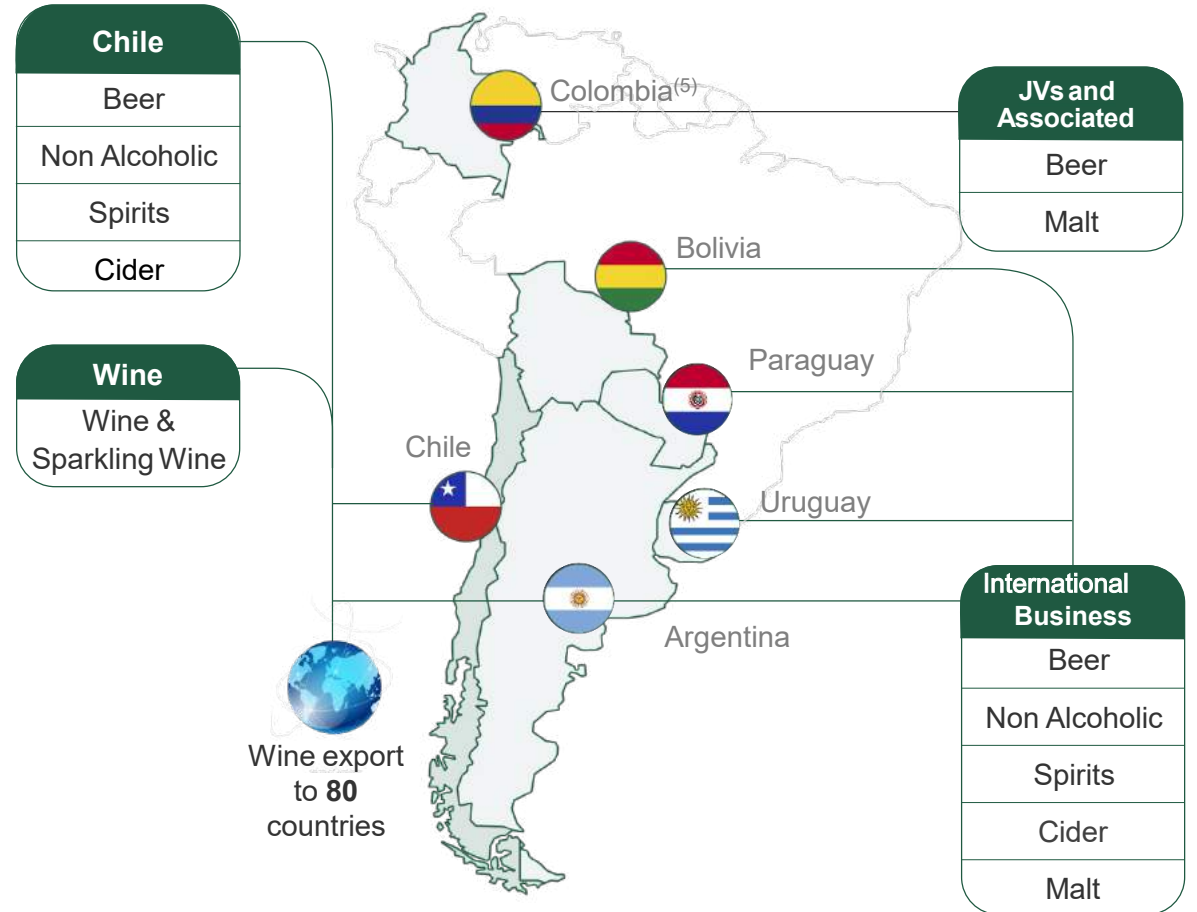 Chile
Beer
Non Alcoholic
Spirits
Cider
Wine
Wine &
Sparkling Wine
Colombia(5)
Bolivia
Paraguay
Chile
Uruguay
Argentina
Wine export
to 80
countries
JVs and
Associated
Beer
Malt
International
Business
Beer
Non Alcoholic
Spirits
Cider
Malt